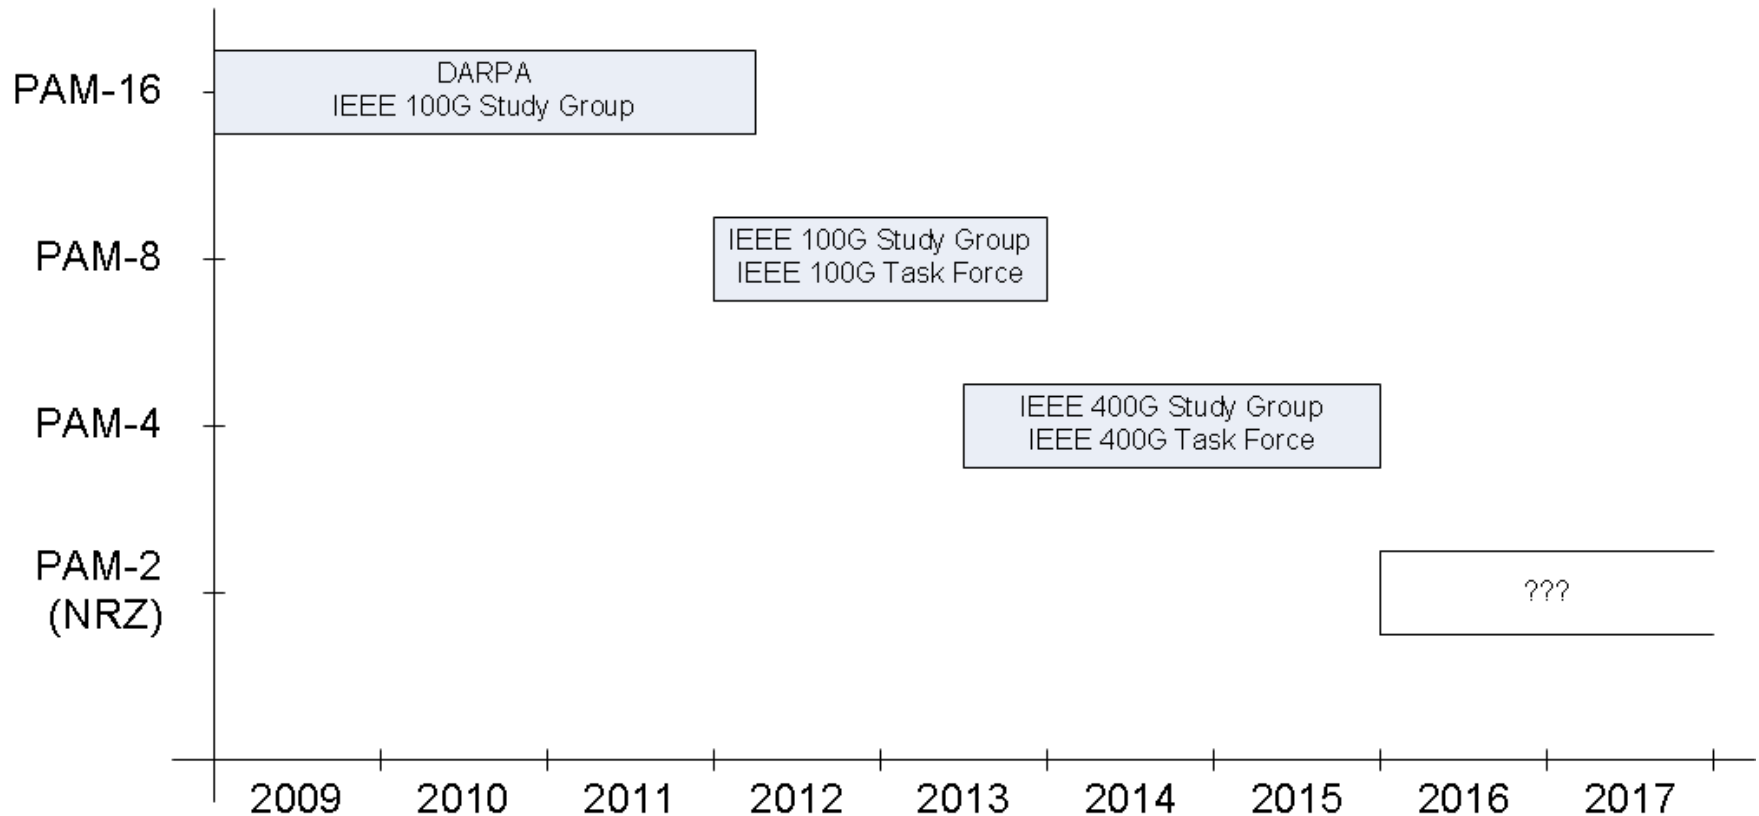 PAM-16
DARPA
IEEE 100G Study Group
PAM-8
IEEE 100G Study Group
IEEE 100G Task Force
PAM-4
IEEE 400G Study Group
IEEE 400G Task Force
PAM-2
(NRZ)
???
2009 2010 2011 2012 2013 2014 2015 2016 2017